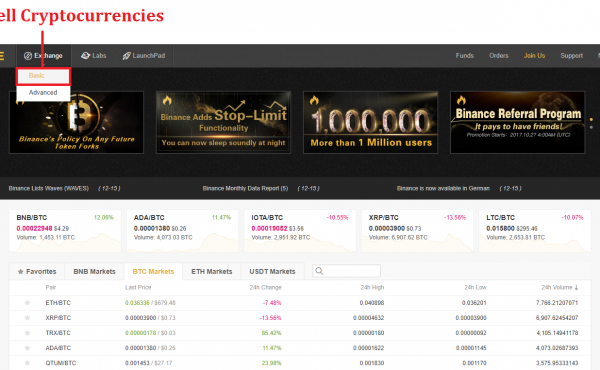 ell Cryptocurrencies
Exchange Labs LaunchPad Funds Orders Join Us Support
Basic
Advanced
Binance's Policy On Any Future
Token Forks
Binance Adds Stop-Limit
Functionality
You can now sleep soundly at night
1,000,000
More than 1 Million users
Binance Referral Program
It pays to have friends!
Promotion Starts : 2017.10.27 4:00AM (UTC)
Binance Lists Waves (WAVES) (12-15) Binance Monthly Data Report (5) (12-15) Binance is now available in German (12-15)
BNB/BTC 12.06% ADA/BTC 11.47% IOTA/BTC -10.55% XRP/BTC -13.56% LTC/BTC -10.07%
0.00022948 $4.29 0.00001380 $0.26 0.00019052 $3.56 0.00003900 $0.73 0.015800 $295.46
Volume: 1,453.11 BTC Volume: 4,073.03 BTC Volume: 2,951.92 BTC Volume: 6,907.62 BTC Volume: 2,653.81 BTC
Favorites BNB Markets BTC Markets ETH Markets USDT Markets
Pair Last Price 24h Change 24h High 24h Low 24h Volume ↓
ETH/BTC 0.036336 / $679.48 -7.48% 0.040898 0.036201 7,766.21207071
XRP/BTC 0.00003900 / $0.73 -13.56% 0.00004632 0.00003900 6,907.62454207
TRX/BTC 0.00000178 / $0.03 85.42% 0.00000180 0.00000092 4,105.14941178
ADA/BTC 0.00001380 / $0.26 11.47% 0.00001622 0.00001145 4,073.02687393
QTUM/BTC 0.001453 / $27.17 23.98% 0.001830 0.001170 3,575.95333143